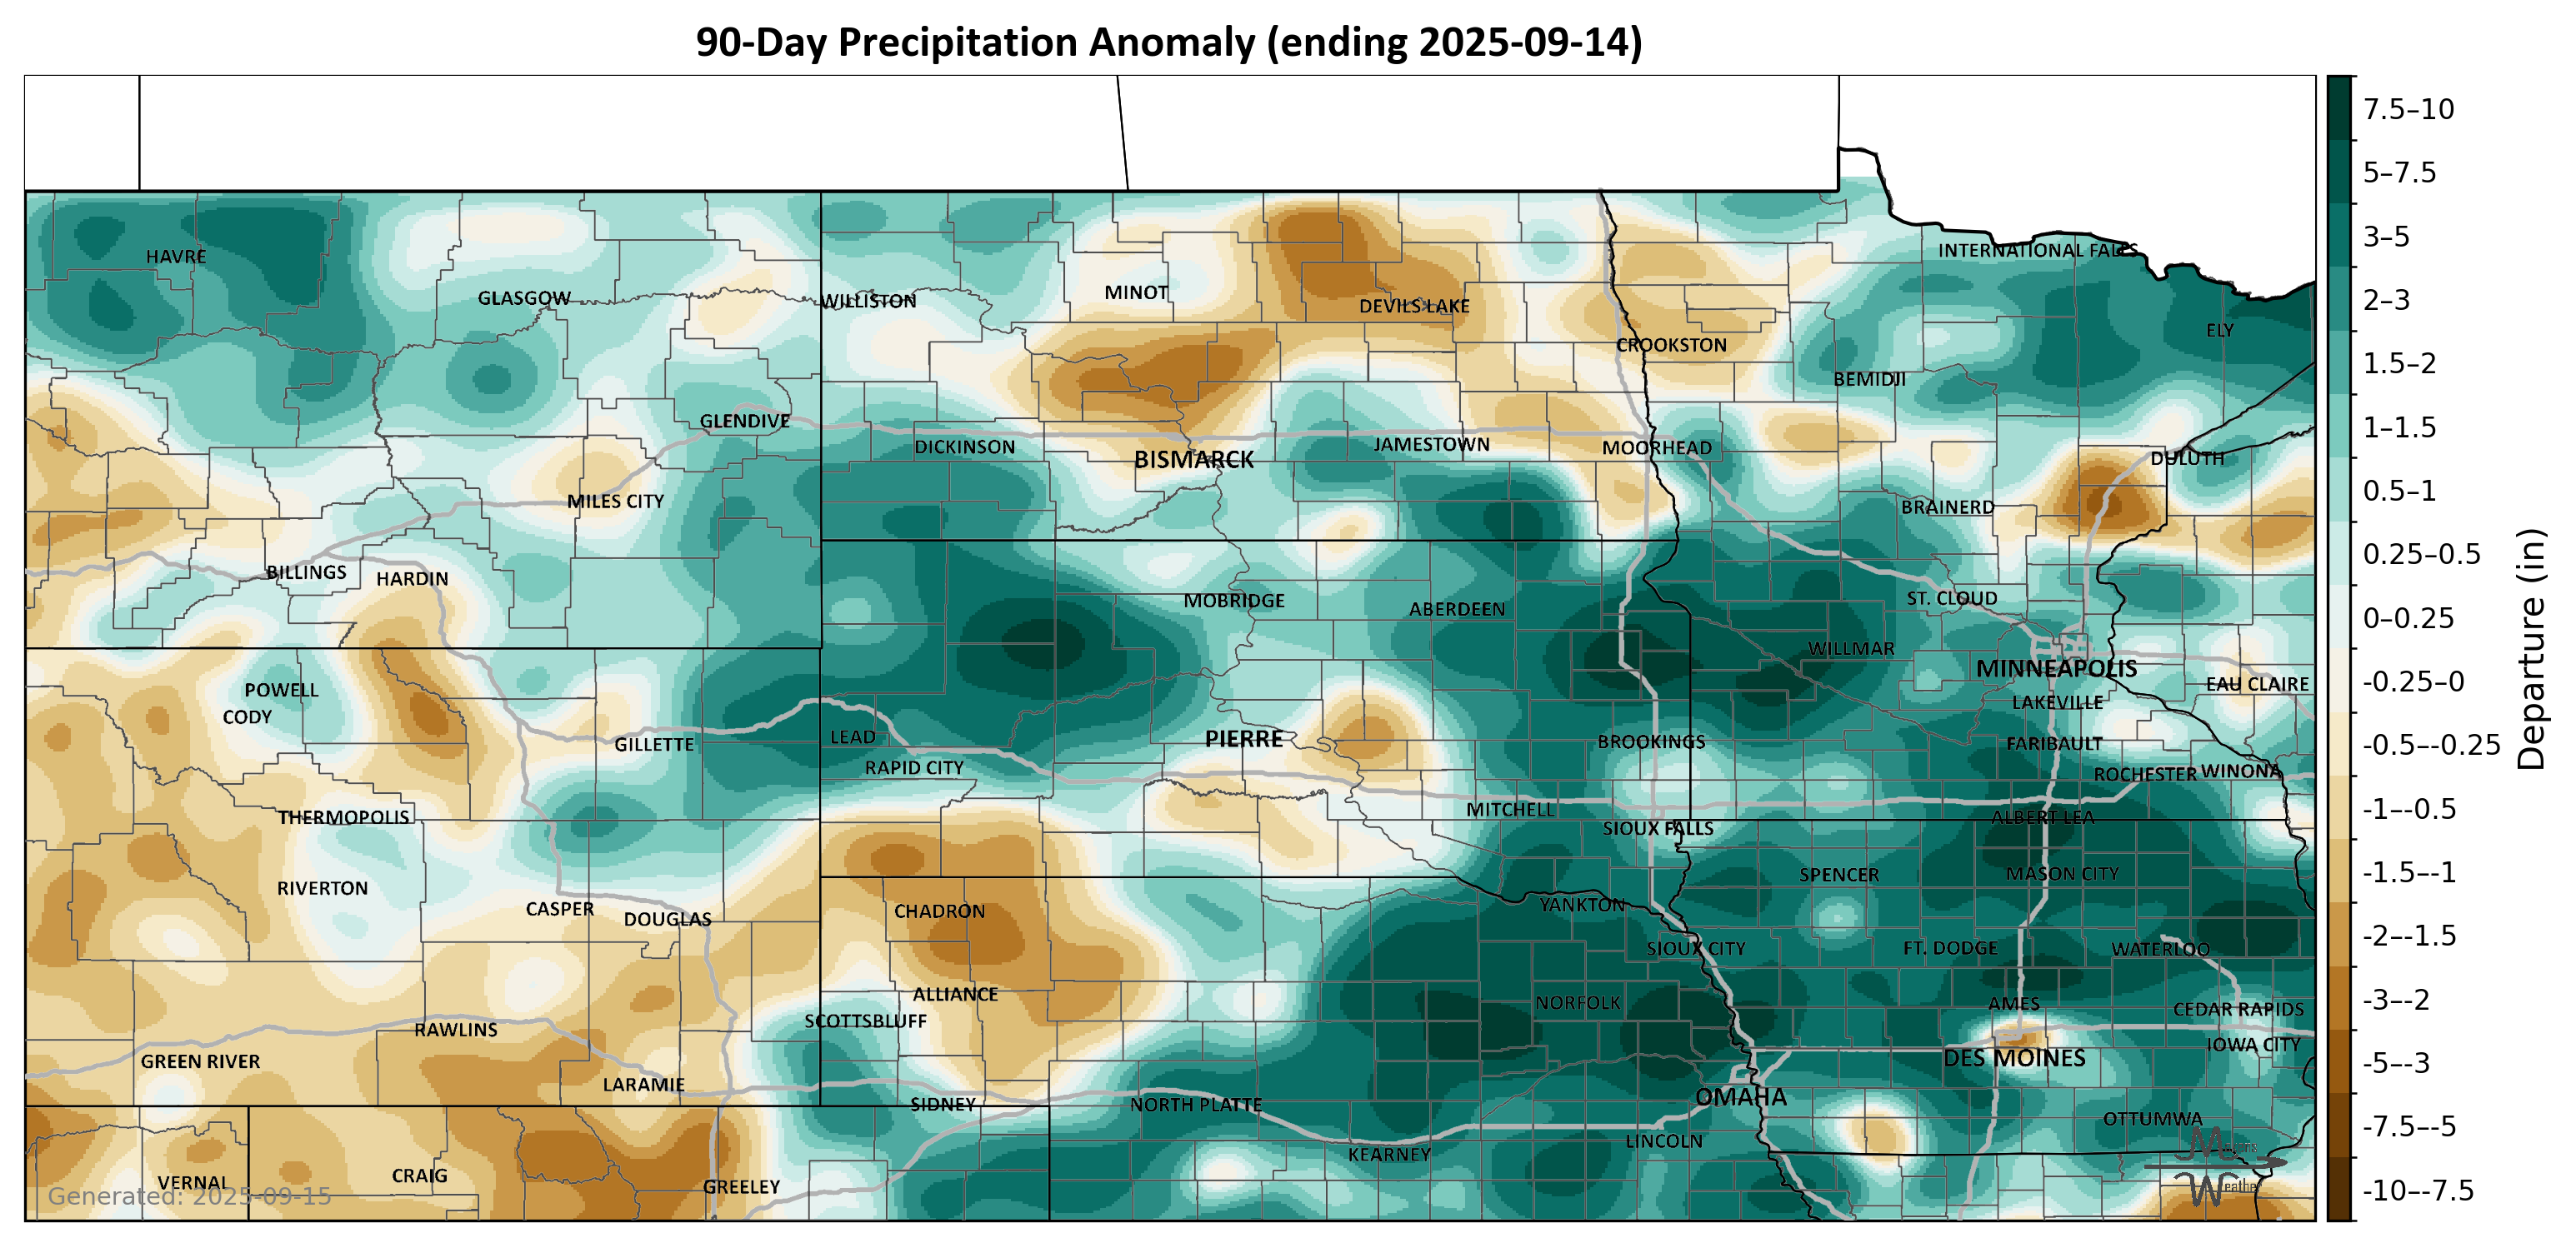 90-Day Precipitation Anomaly (ending 2025-09-14)
HAVRE
GLASGOW
WILLISTON
MINOT
DEVILS LAKE
CROOKSTON
INTERNATIONAL FALLS
ELY
BEMIDJI
GLENDIVE
DICKINSON
BISMARCK
JAMESTOWN
MOORHEAD
DULUTH
MILES CITY
BRAINERD
BILLINGS
HARDIN
MOBRIDGE
ABERDEEN
ST. CLOUD
WILLMAR
MINNEAPOLIS
POWELL
CODY
EAU CLAIRE
LAKEVILLE
GILLETTE
LEAD
PIERRE
BROOKINGS
FARIBAULT
RAPID CITY
ROCHESTER
WINONA
THERMOPOLIS
MITCHELL
SIOUX FALLS
ALBERT LEA
RIVERTON
SPENCER
MASON CITY
CASPER
DOUGLAS
CHADRON
YANKTON
SIOUX CITY
FT. DODGE
WATERLOO
ALLIANCE
NORFOLK
AMES
CEDAR RAPIDS
SCOTTSBLUFF
RAWLINS
IOWA CITY
GREEN RIVER
DES MOINES
LARAMIE
SIDNEY
NORTH PLATTE
OMAHA
OTTUMWA
LINCOLN
KEARNEY
VERNAL
CRAIG
GREELEY
Generated: 2025-09-15
7.5–10
5–7.5
3–5
2–3
1.5–2
1–1.5
0.5–1
0.25–0.5
0–0.25
-0.25–0
-0.5–-0.25
-1–-0.5
-1.5–-1
-2–-1.5
-3–-2
-5–-3
-7.5–-5
-10–-7.5
Departure (in)